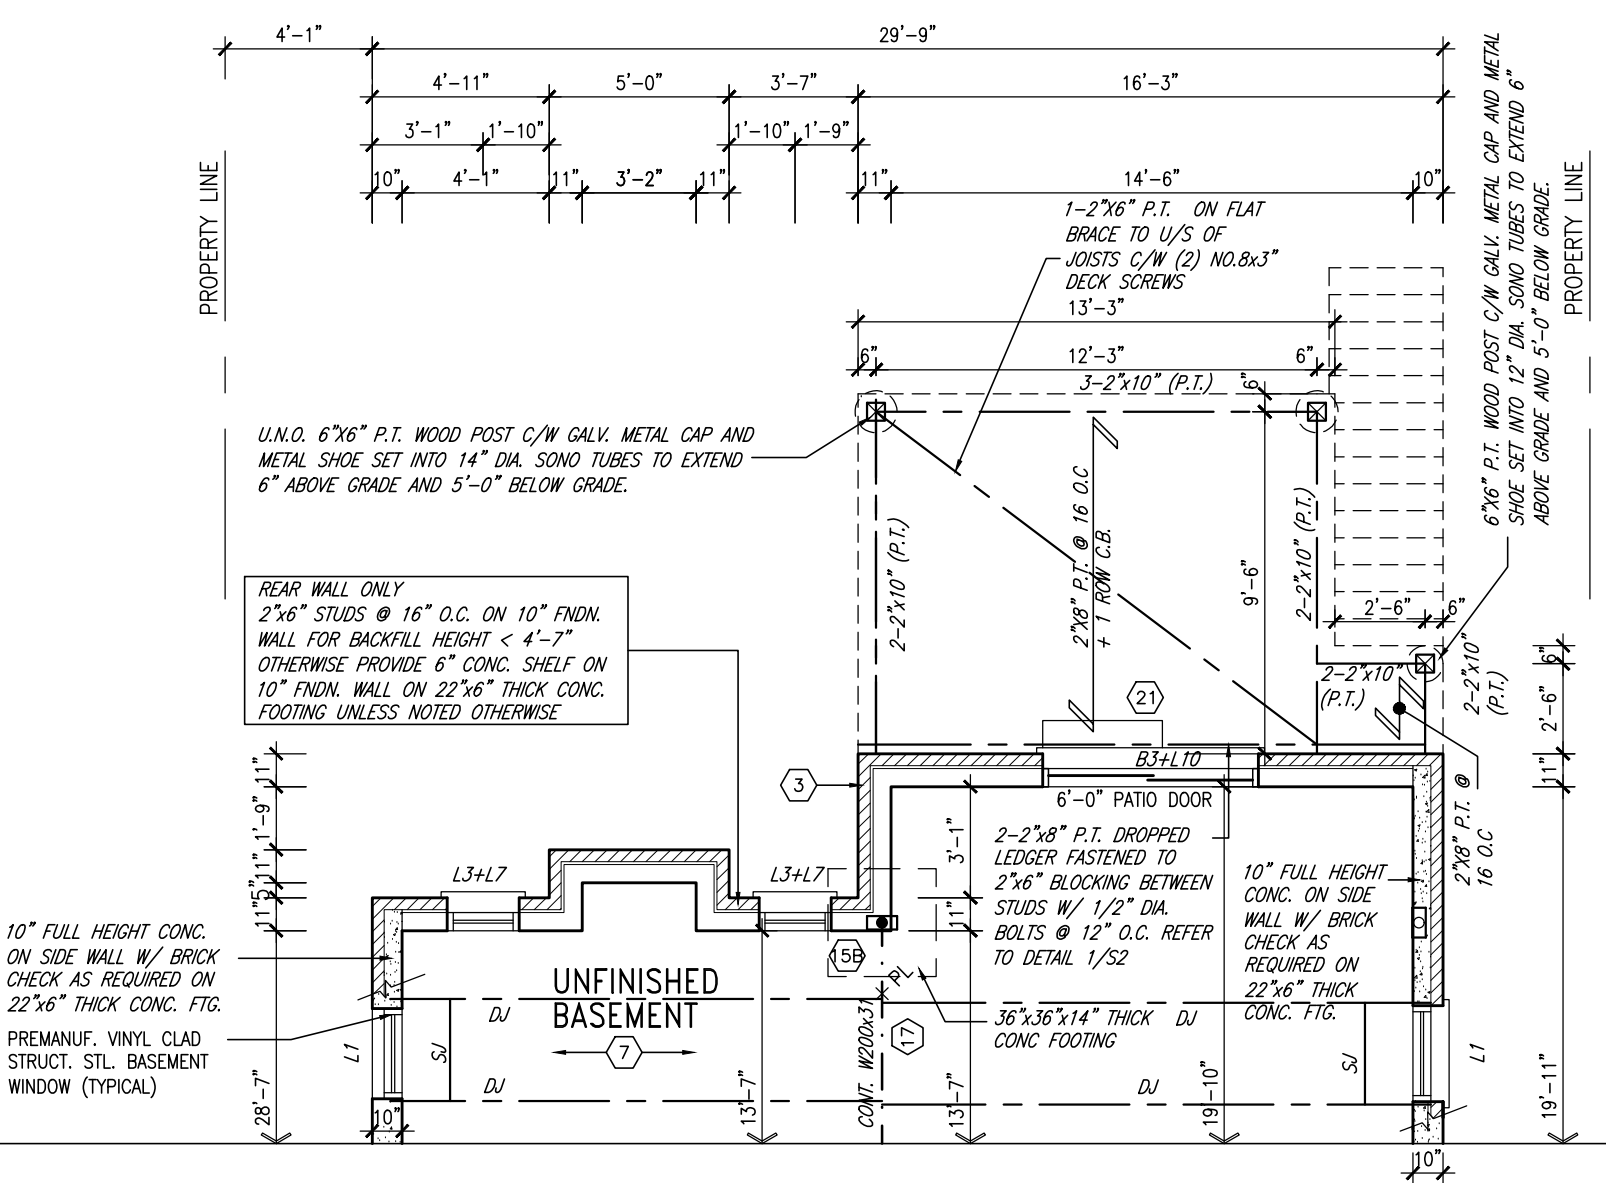 4'-1"
29'-9"
4'-11"
5'-0"
3'-7"
16'-3"
3'-1"
1'-10"
1'-10"
1'-9"
10"
4'-1"
11"
3'-2"
11"
11"
14'-6"
10"
PROPERTY LINE
PROPERTY LINE
1-2"X6" P.T. ON FLAT
BRACE TO U/S OF
JOISTS C/W (2) NO.8x3"
DECK SCREWS
6"X6" P.T. WOOD POST C/W GALV. METAL CAP AND METAL
SHOE SET INTO 12" DIA. SONO TUBES TO EXTEND 6"
ABOVE GRADE AND 5'-0" BELOW GRADE.
13'-3"
6"
12'-3"
6"
3-2"x10" (P.T.)
6"
U.N.O. 6"X6" P.T. WOOD POST C/W GALV. METAL CAP AND
METAL SHOE SET INTO 14" DIA. SONO TUBES TO EXTEND
6" ABOVE GRADE AND 5'-0" BELOW GRADE.
2-2"x10" (P.T.)
2"X8" P.T. @ 16 O.C
+ 1 ROW C.B.
9'-6"
2-2"x10" (P.T.)
2'-6"
6"
REAR WALL ONLY
2"x6" STUDS @ 16" O.C. ON 10" FNDN.
WALL FOR BACKFILL HEIGHT < 4'-7"
OTHERWISE PROVIDE 6" CONC. SHELF ON
10" FNDN. WALL ON 22"x6" THICK CONC.
FOOTING UNLESS NOTED OTHERWISE
2-2"x10"
(P.T.)
2-2"x10"
(P.T.)
6"
2'-6"
11"
21
B3+L10
6'-0" PATIO DOOR
3
2"X8" P.T. @
16 O.C
11"
1'-9"
11"
5"
11"
L3+L7
L3+L7
3'-1"
11"
2-2"x8" P.T. DROPPED
LEDGER FASTENED TO
2"x6" BLOCKING BETWEEN
STUDS W/ 1/2" DIA.
BOLTS @ 12" O.C. REFER
TO DETAIL 1/S2
10" FULL HEIGHT
CONC. ON SIDE
WALL W/ BRICK
CHECK AS
REQUIRED ON
22"x6" THICK
CONC. FTG.
10" FULL HEIGHT CONC.
ON SIDE WALL W/ BRICK
CHECK AS REQUIRED ON
22"x6" THICK CONC. FTG.
PREMANUF. VINYL CLAD
STRUCT. STL. BASEMENT
WINDOW (TYPICAL)
15B
PL
UNFINISHED
BASEMENT
7
DJ
DJ
SJ
L1
36"x36"x14" THICK
CONC FOOTING
DJ
DJ
SJ
L1
17
CONT. W200x31
28'-7"
10"
13'-7"
13'-7"
19'-10"
19'-11"
10"